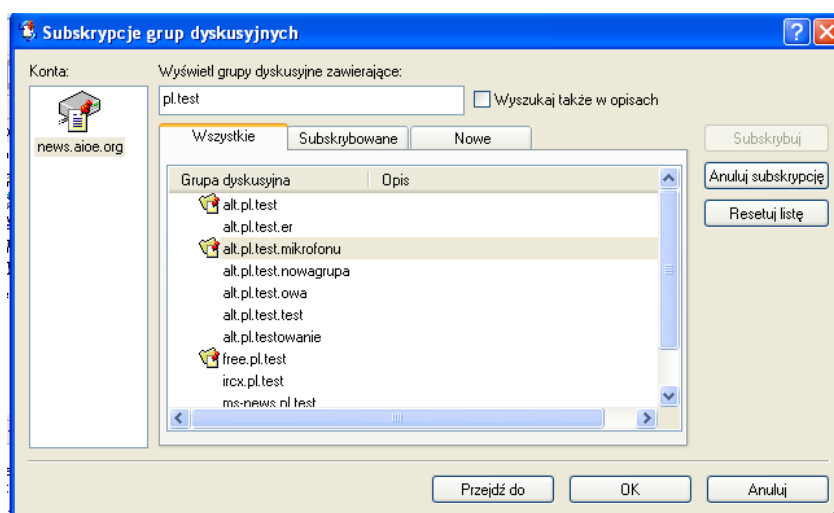 Subskrypcje grup dyskusyjnych
Konta:
Wyświetl grupy dyskusyjne zawierające:
pl.test
Wyszukaj także w opisach
news.aioe.org
Wszystkie
Subskrybowane
Nowe
Subskrybuj
Anuluj subskrypcję
Resetuj listę
Grupa dyskusyjna
Opis
alt.pl.test
alt.pl.test.er
alt.pl.test.mikrofonu
alt.pl.test.nowagrupa
alt.pl.test.owa
alt.pl.test.test
alt.pl.testowanie
free.pl.test
ircx.pl.test
ms-news.pl.test
Przejdź do
OK
Anuluj